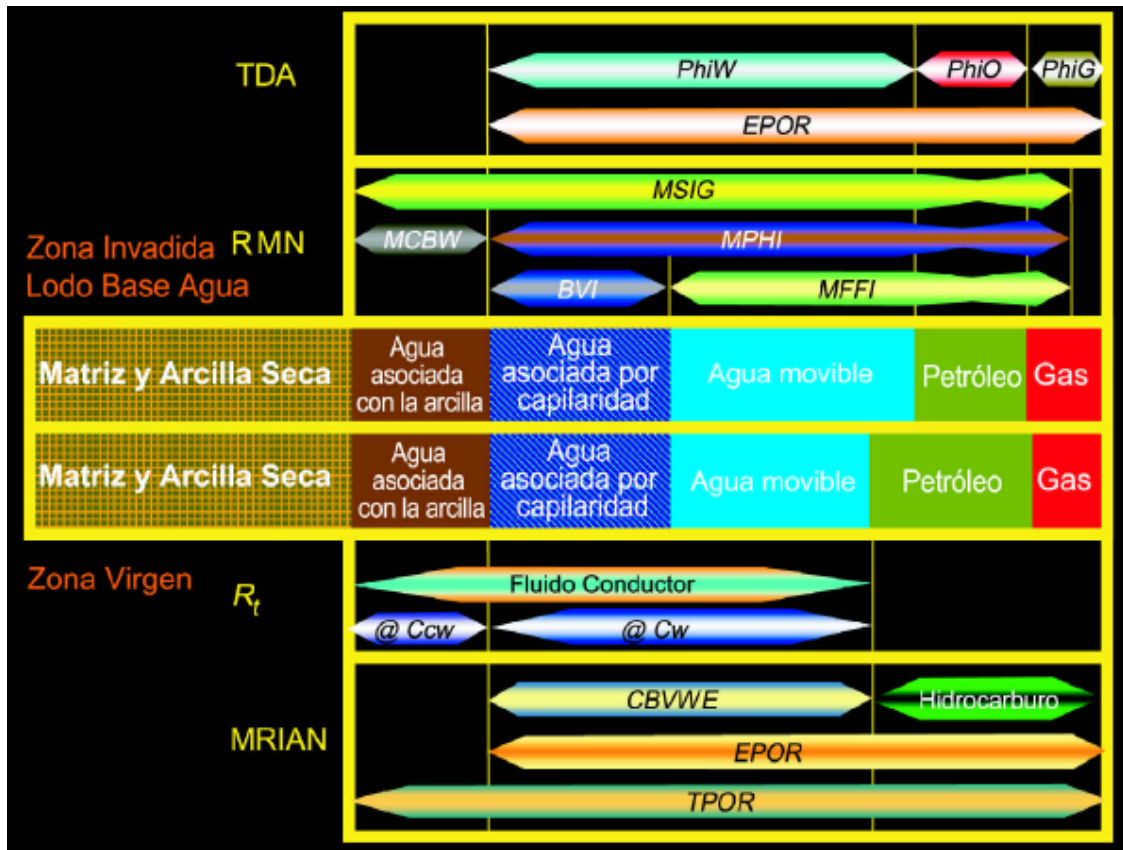 TDA
PhiW PhiO PhiG
EPOR
MSIG
Zona Invadida RMN
MCBW MPHI
Lodo Base Agua
BVI MFFI
Matriz y Arcilla Seca
Agua
asociada
con la arcilla
Agua
asociada por
capilaridad
Agua movible
Petróleo
Gas
Matriz y Arcilla Seca
Agua
asociada
con la arcilla
Agua
asociada por
capilaridad
Agua movible
Petróleo
Gas
Zona Virgen
Rt
Fluido Conductor
@ Ccw @ Cw
MRIAN
CBVWE Hidrocarburo
EPOR
TPOR